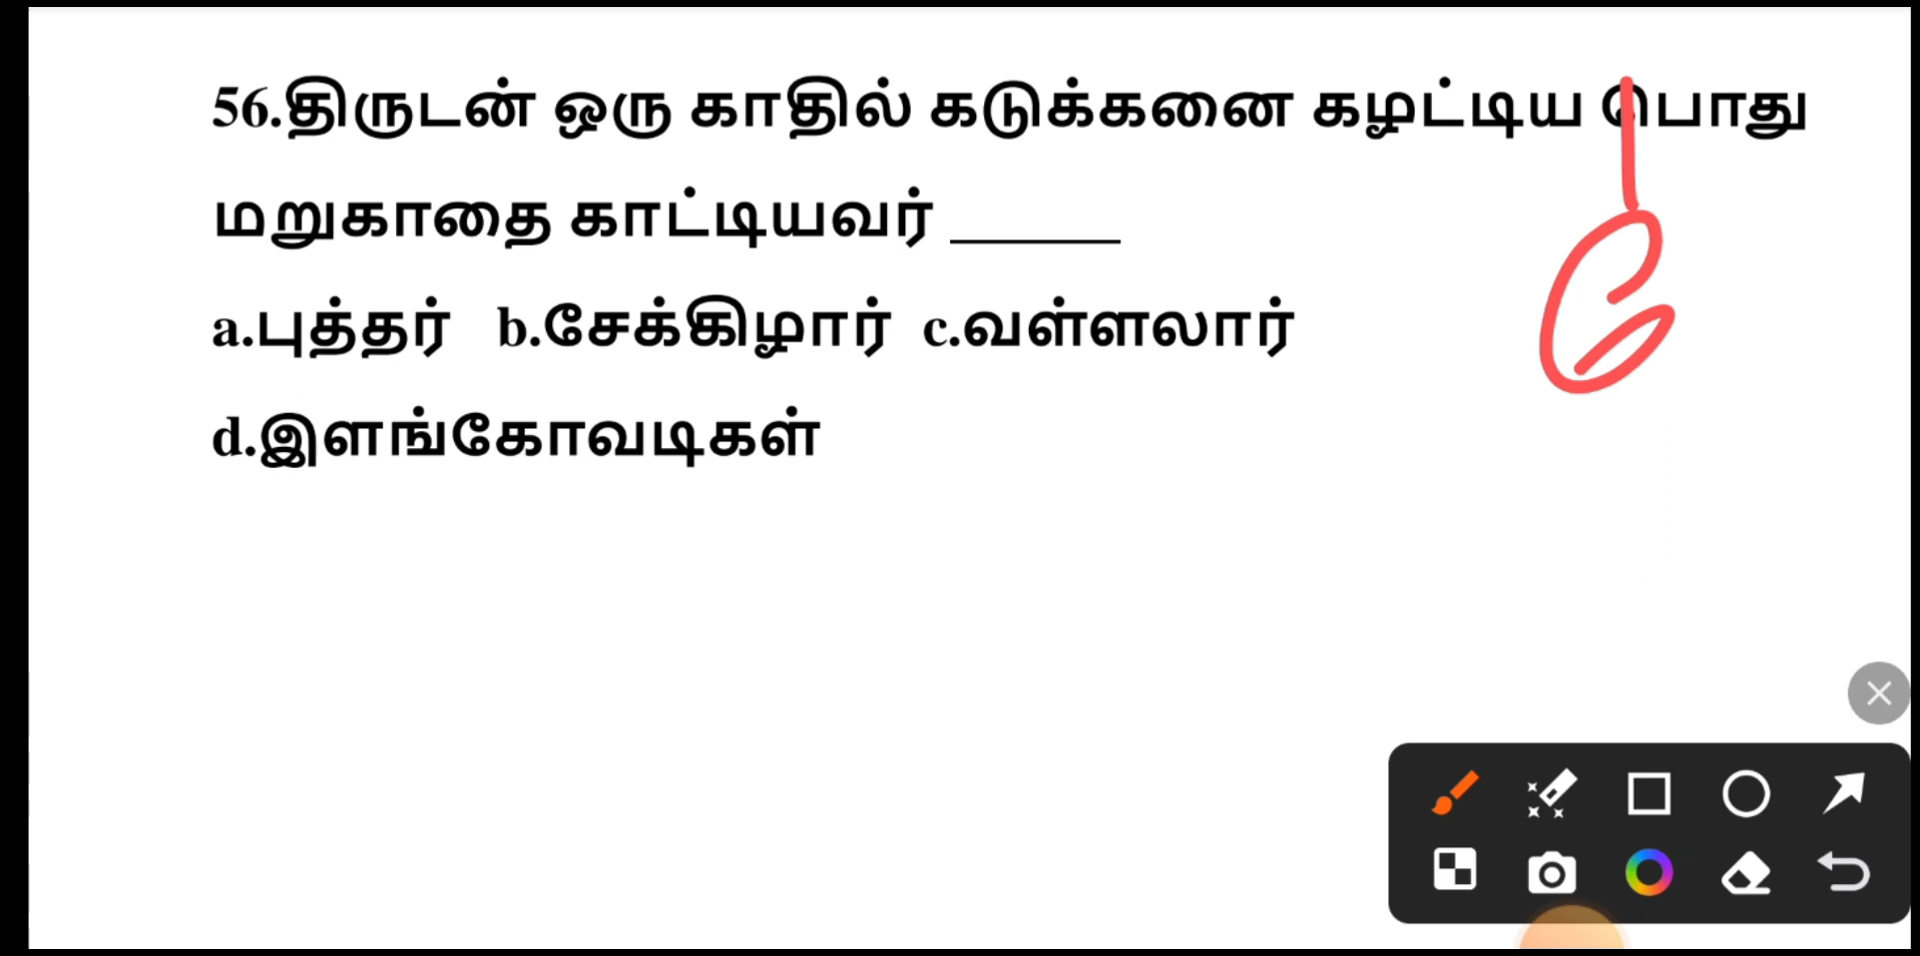 56.திருடன் ஒரு காதில் கடுக்கனை கழட்டிய பொது
மறுகாதை காட்டியவர் ______
a.புத்தர் b.சேக்கிழார் c.வள்ளலார்
d.இளங்கோவடிகள்